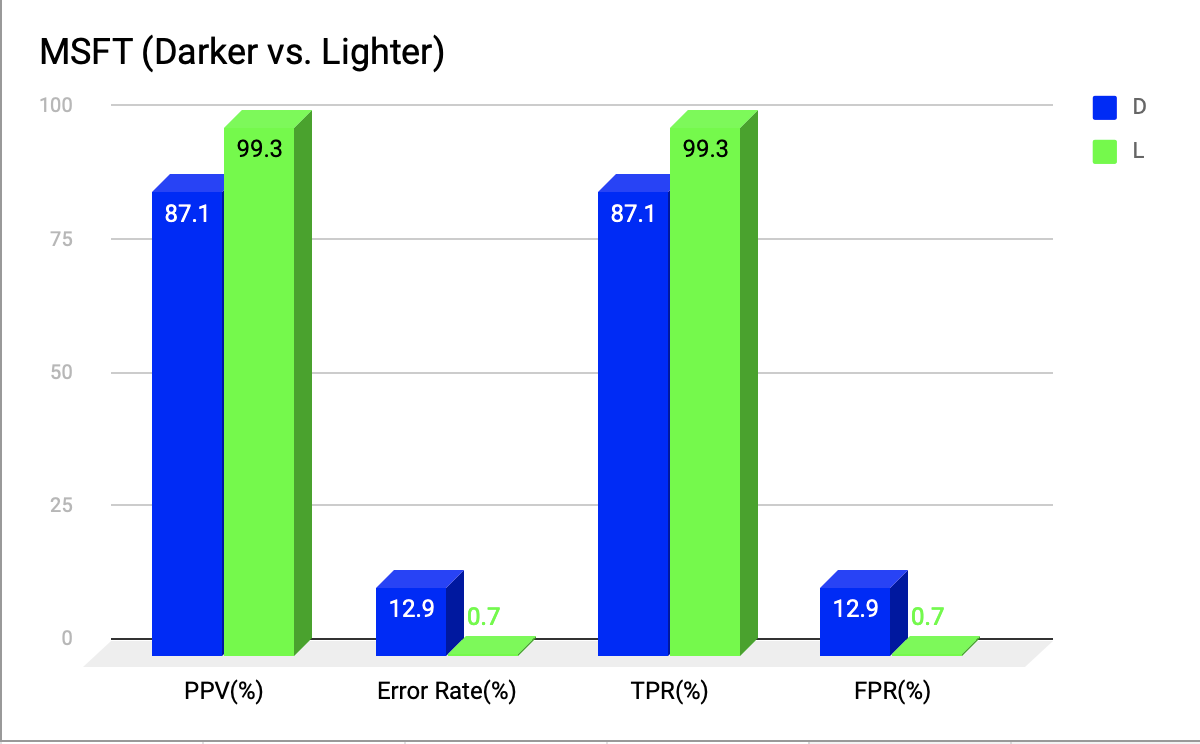 MSFT (Darker vs. Lighter)
100
75
50
25
0
D
L
87.1
99.3
12.9
0.7
87.1
99.3
12.9
0.7
PPV(%)
Error Rate(%)
TPR(%)
FPR(%)